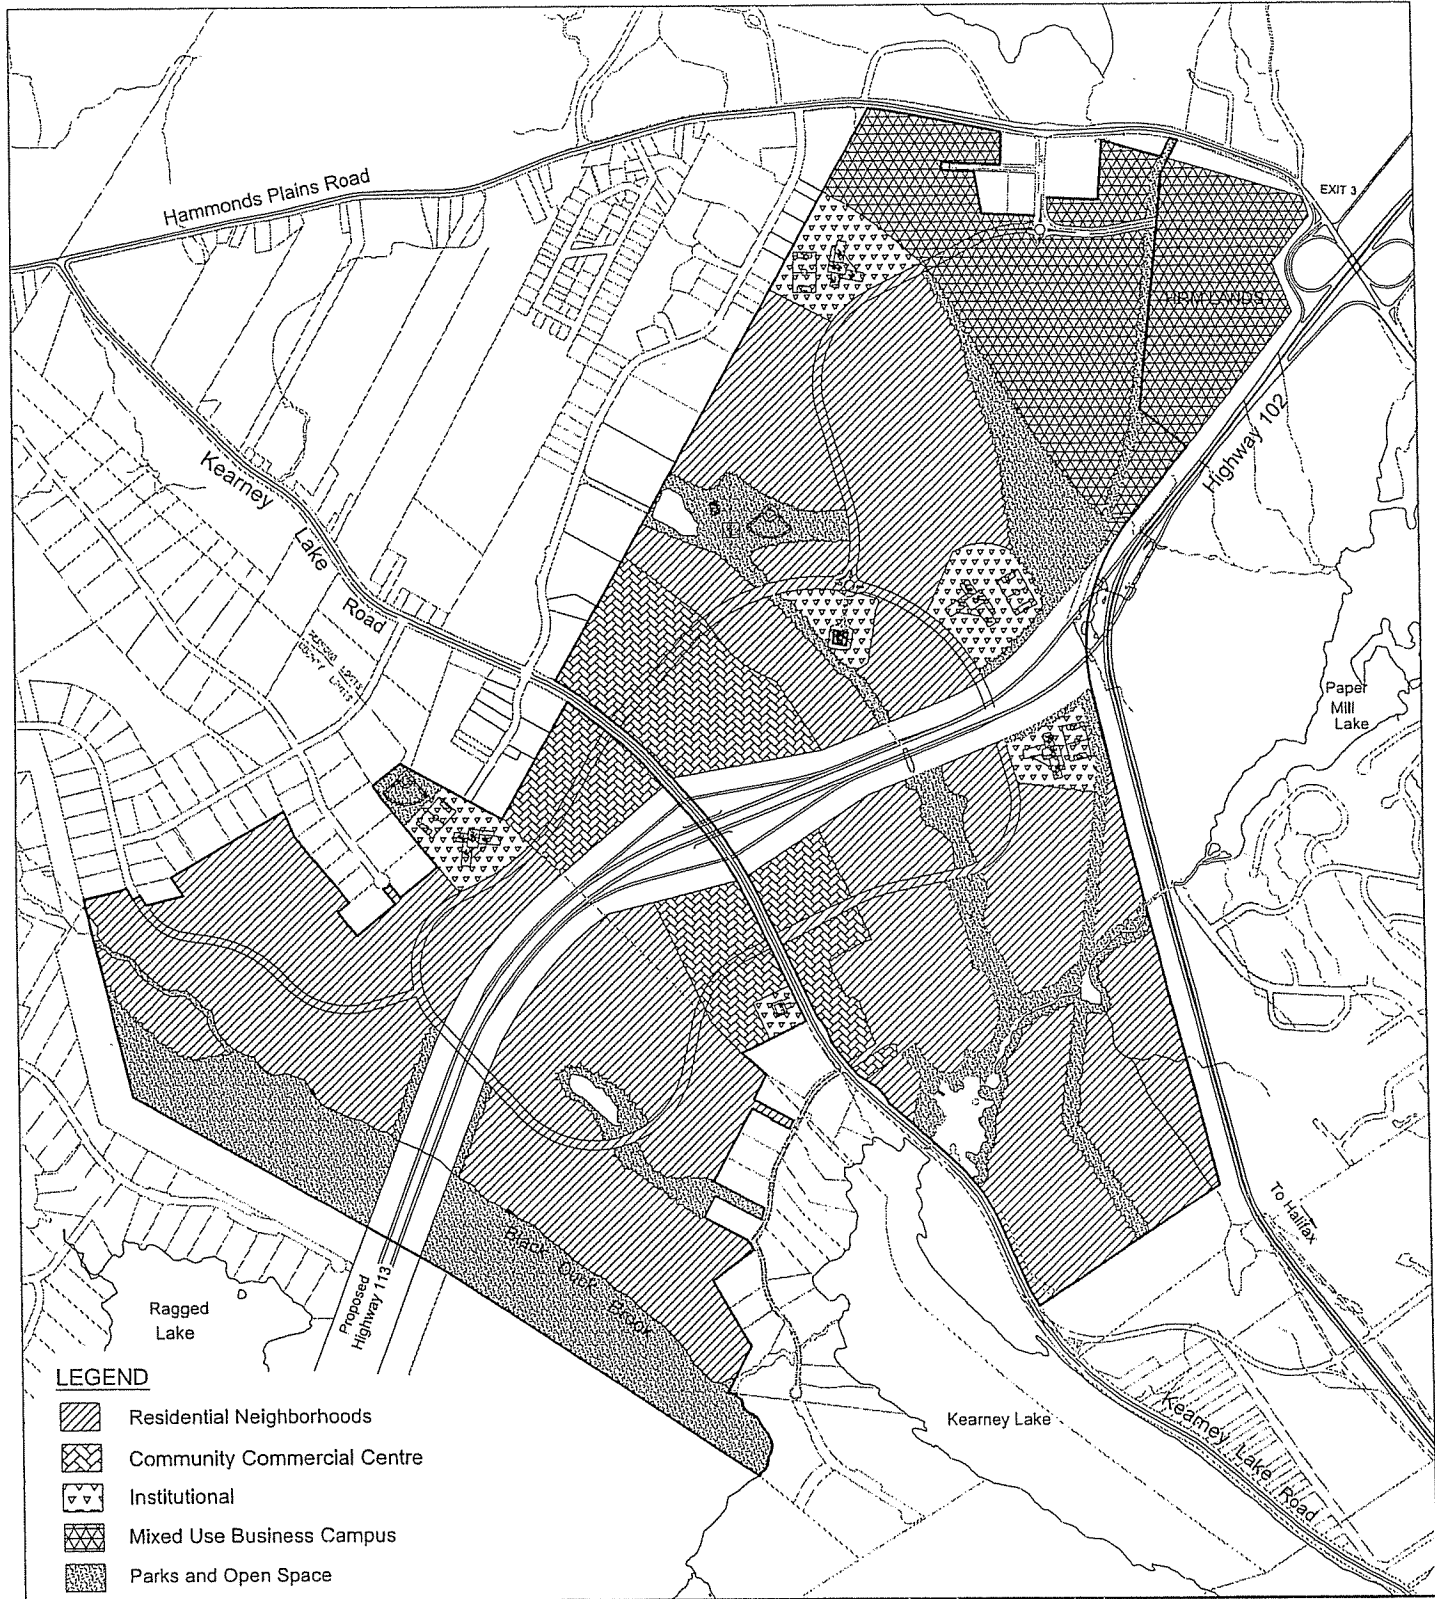 Hammonds Plains Road
EXIT 3
HRM LANDS
Highway 102
Kearney
Lake
Road
Paper
Mill
Lake
To Halifax
Black Duck Brook
Proposed
Highway 113
Ragged
Lake
Kearney Lake
Kearney Lake Road
LEGEND
Residential Neighborhoods
Community Commercial Centre
Institutional
Mixed Use Business Campus
Parks and Open Space